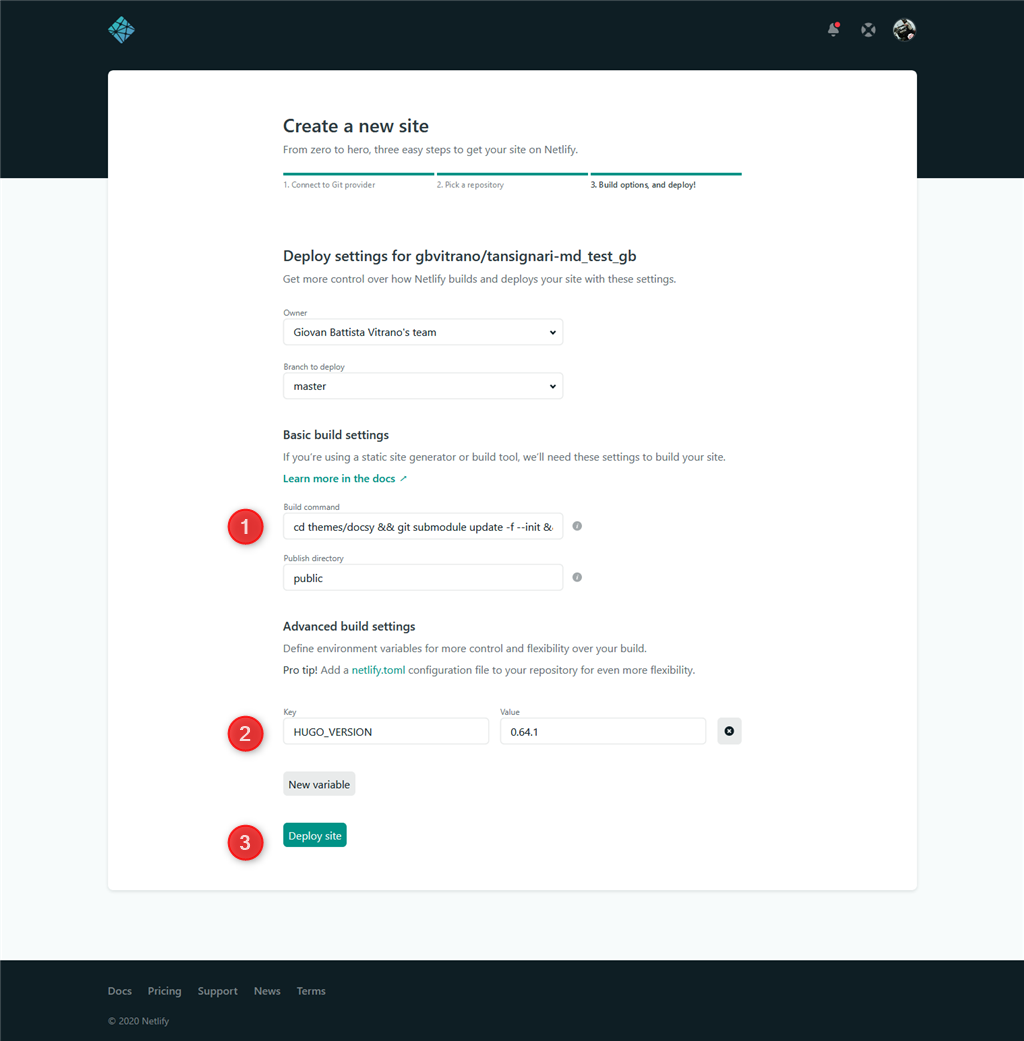 Create a new site
From zero to hero, three easy steps to get your site on Netlify.
1. Connect to Git provider
2. Pick a repository
3. Build options, and deploy!
Deploy settings for gbvitrano/tansignari-md_test_gb
Get more control over how Netlify builds and deploys your site with these settings.
Owner
Giovan Battista Vitrano's team
Branch to deploy
master
Basic build settings
If you're using a static site generator or build tool, we'll need these settings to build your site.
Learn more in the docs ↗
Build command
1
cd themes/docsy && git submodule update -f --init &
Publish directory
public
Advanced build settings
Define environment variables for more control and flexibility over your build.
Pro tip! Add a netlify.toml configuration file to your repository for even more flexibility.
Key Value
2
HUGO_VERSION 0.64.1
New variable
3
Deploy site
Docs Pricing Support News Terms
© 2020 Netlify